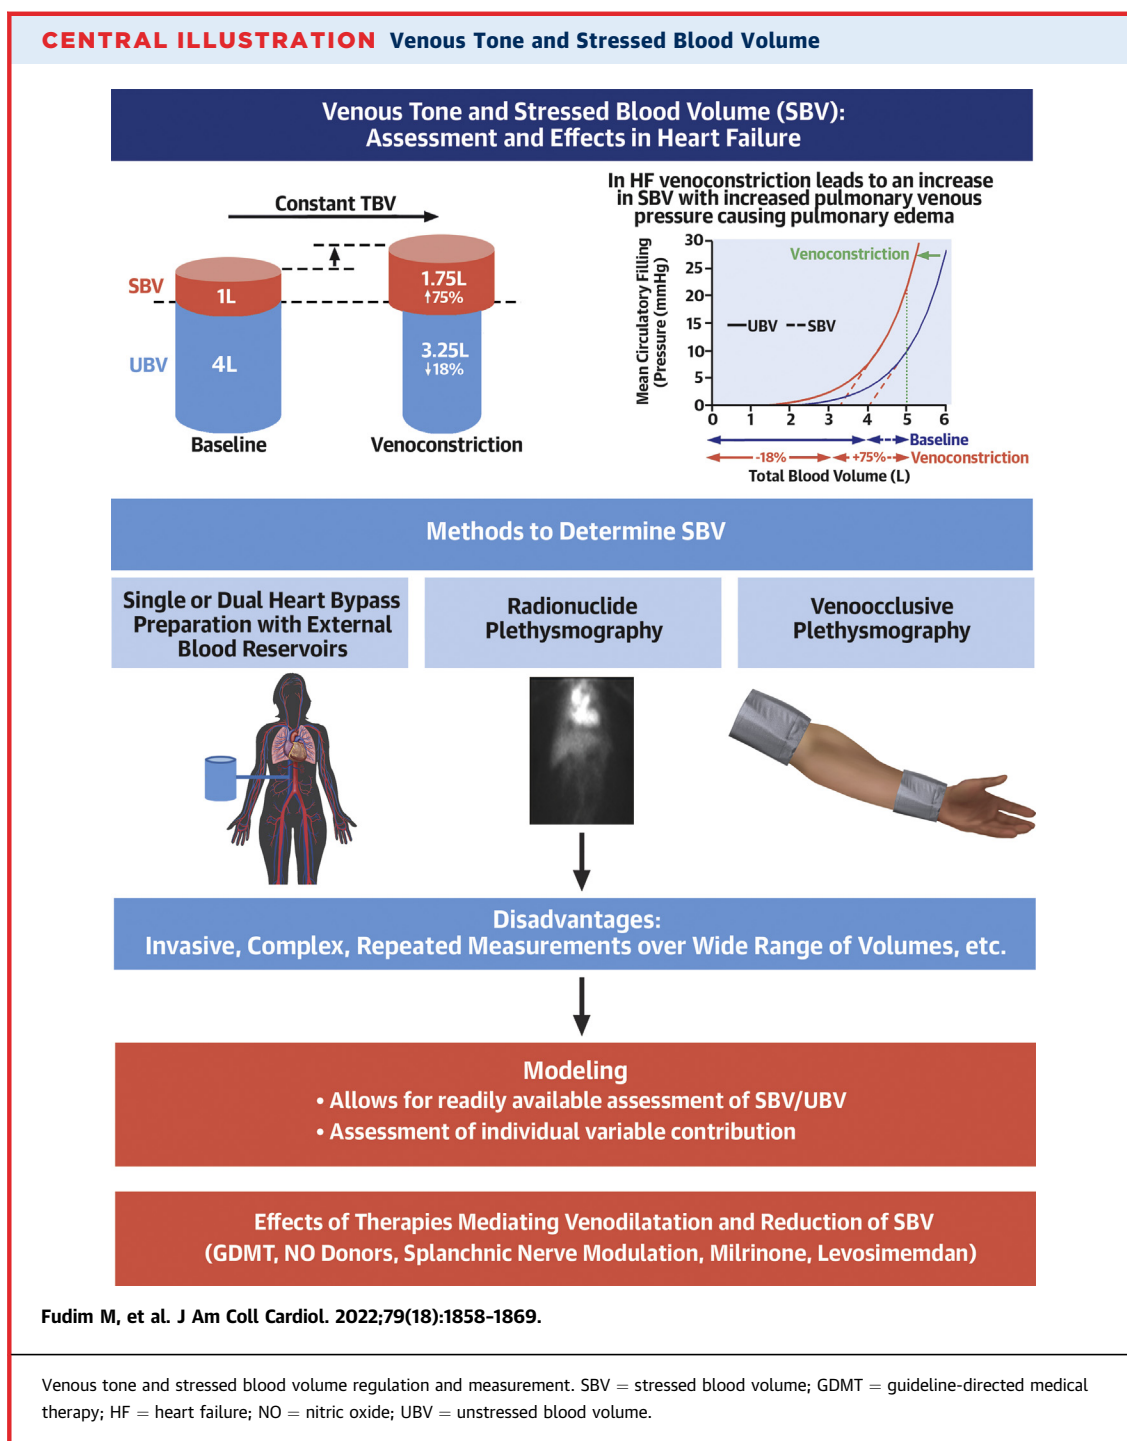 CENTRAL ILLUSTRATION Venous Tone and Stressed Blood Volume
Venous Tone and Stressed Blood Volume (SBV):
Assessment and Effects in Heart Failure
Constant TBV
SBV
1L
1.75L
↑75%
UBV
4L
3.25L
↓18%
Baseline
Venoconstriction
In HF venoconstriction leads to an increase
in SBV with increased pulmonary venous
pressure causing pulmonary edema
Mean Circulatory Filling
(Pressure (mmHg)
30
25
20
15
10
5
0
Venoconstriction
UBV
SBV
0 1 2 3 4 5 6
Baseline
-18% +75% Venoconstriction
Total Blood Volume (L)
Methods to Determine SBV
Single or Dual Heart Bypass
Preparation with External
Blood Reservoirs
Radionuclide
Plethysmography
Venoocclusive
Plethysmography
Disadvantages:
Invasive, Complex, Repeated Measurements over Wide Range of Volumes, etc.
Modeling
• Allows for readily available assessment of SBV/UBV
• Assessment of individual variable contribution
Effects of Therapies Mediating Venodilatation and Reduction of SBV
(GDMT, NO Donors, Splanchnic Nerve Modulation, Milrinone, Levosimemdan)
Fudim M, et al. J Am Coll Cardiol. 2022;79(18):1858–1869.
Venous tone and stressed blood volume regulation and measurement. SBV = stressed blood volume; GDMT = guideline-directed medical
therapy; HF = heart failure; NO = nitric oxide; UBV = unstressed blood volume.